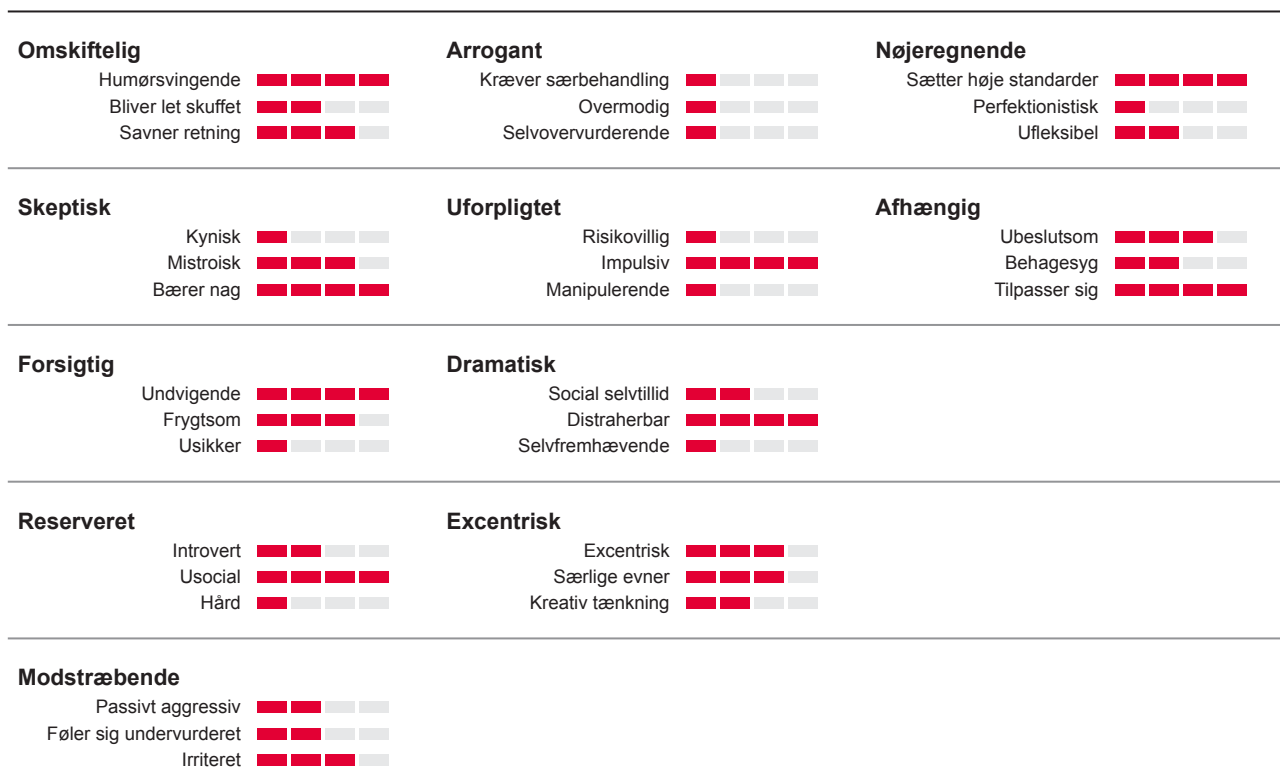 Omskiftelig
Humørsvingende
Bliver let skuffet
Savner retning
Arrogant
Kræver særbehandling
Overmodig
Selvovervurderende
Nøjeregnende
Sætter høje standarder
Perfektionistisk
Ufleksibel
Skeptisk
Kynisk
Mistroisk
Bærer nag
Uforpligtet
Risikovillig
Impulsiv
Manipulerende
Afhængig
Ubeslutsom
Behagesyg
Tilpasser sig
Forsigtig
Undvigende
Frygtsom
Usikker
Dramatisk
Social selvtillid
Distraherbar
Selvfremhævende
Reserveret
Introvert
Usocial
Hård
Excentrisk
Excentrisk
Særlige evner
Kreativ tænkning
Modstræbende
Passivt aggressiv
Føler sig undervurderet
Irriteret